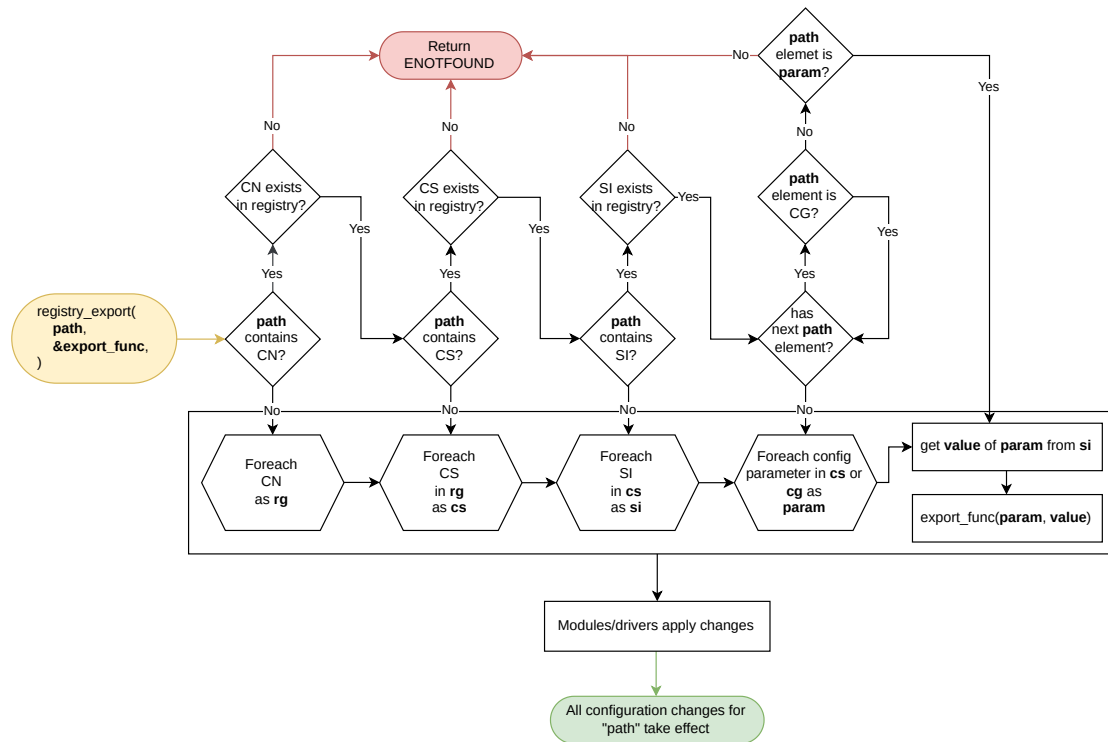 Return
ENOTFOUND
path
elemet is
param?
No
Yes
No
No
No
No
CN exists
in registry?
CS exists
in registry?
SI exists
in registry?
path
element is
CG?
Yes
Yes
Yes
Yes
Yes
Yes
Yes
Yes
registry_export(
path,
&export_func,
)
path
contains
CN?
path
contains
CS?
path
contains
SI?
has
next path
element?
No
No
No
No
Foreach
CN
as rg
Foreach
CS
in rg
as cs
Foreach
SI
in cs
as si
Foreach config
parameter in cs or
cg as
param
get value of param from si
export_func(param, value)
Modules/drivers apply changes
All configuration changes for
"path" take effect